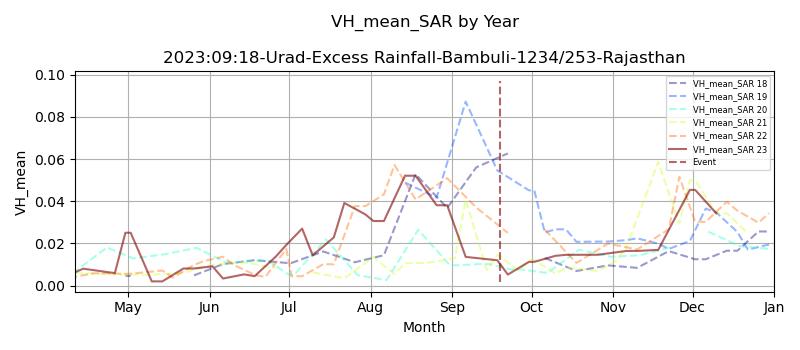 VH_mean_SAR by Year
2023:09:18-Urad-Excess Rainfall-Bambuli-1234/253-Rajasthan
0.10
0.08
0.06
0.04
0.02
0.00
VH_mean
VH_mean_SAR 18
VH_mean_SAR 19
VH_mean_SAR 20
VH_mean_SAR 21
VH_mean_SAR 22
VH_mean_SAR 23
Event
May Jun Jul Aug Sep Oct Nov Dec Jan
Month